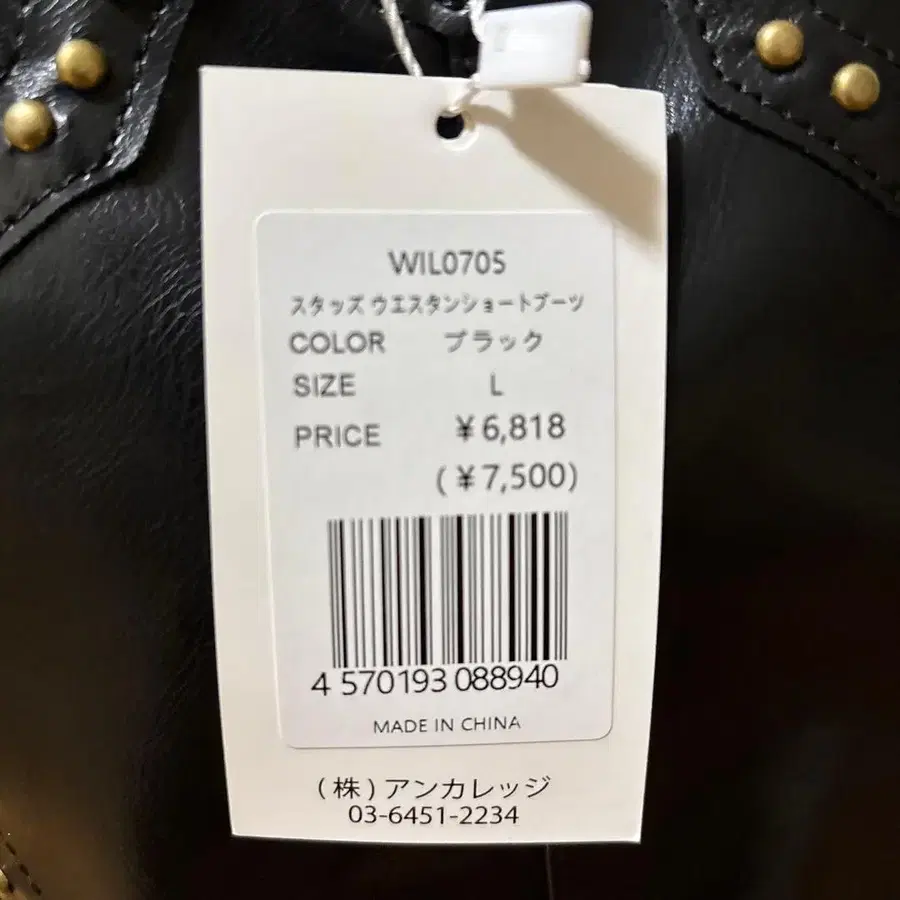 WIL0705
スタッズ ウエスタンショートブーツ
COLOR ブラック
SIZE L
PRICE ¥6,818
(¥7,500)
4 570193 088940
MADE IN CHINA
(株)アンカレッジ
03-6451-2234